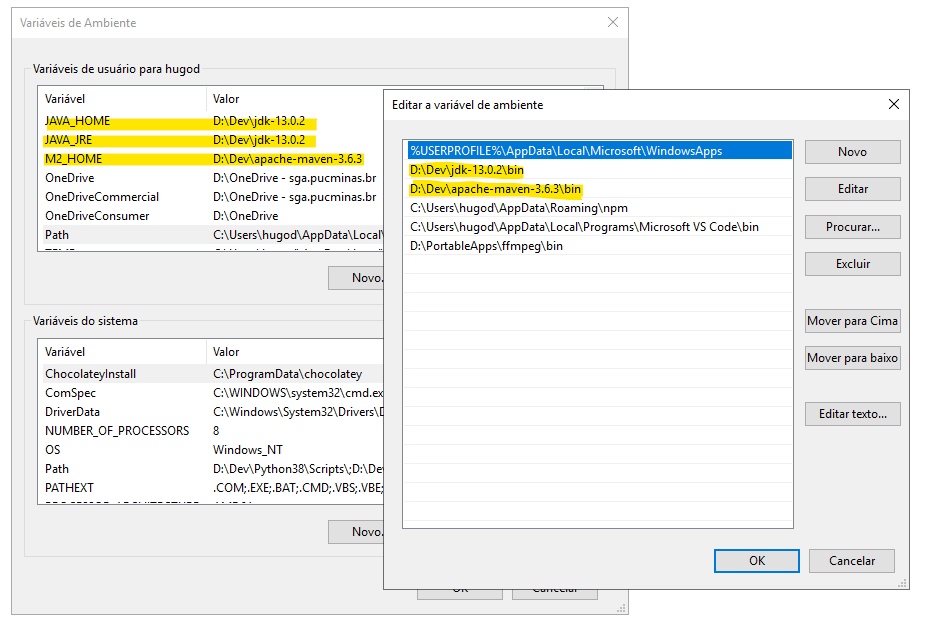 Variáveis de Ambiente
Variáveis de usuário para hugod
Variável Valor
JAVA_HOME D:\Dev\jdk-13.0.2
JAVA_JRE D:\Dev\jdk-13.0.2
M2_HOME D:\Dev\apache-maven-3.6.3
OneDrive D:\OneDrive - sga.pucminas.br
OneDriveCommercial D:\OneDrive - sga.pucminas.br
OneDriveConsumer D:\OneDrive
Path C:\Users\hugod\AppData\Local\
Novo.
Variáveis do sistema
Variável Valor
ChocolateyInstall C:\ProgramData\chocolatey
ComSpec C:\WINDOWS\system32\cmd.ex
DriverData C:\Windows\System32\Drivers\D
NUMBER_OF_PROCESSORS 8
OS Windows_NT
Path D:\Dev\Python38\Scripts\;D:\De
PATHEXT .COM;.EXE;.BAT;.CMD;.VBS;.VBE;
Novo.
OK Cancelar
Editar a variável de ambiente
%USERPROFILE%\AppData\Local\Microsoft\WindowsApps
D:\Dev\jdk-13.0.2\bin
D:\Dev\apache-maven-3.6.3\bin
C:\Users\hugod\AppData\Roaming\npm
C:\Users\hugod\AppData\Local\Programs\Microsoft VS Code\bin
D:\PortableApps\ffmpeg\bin
Novo
Editar
Procurar...
Excluir
Mover para Cima
Mover para baixo
Editar texto...
OK Cancelar